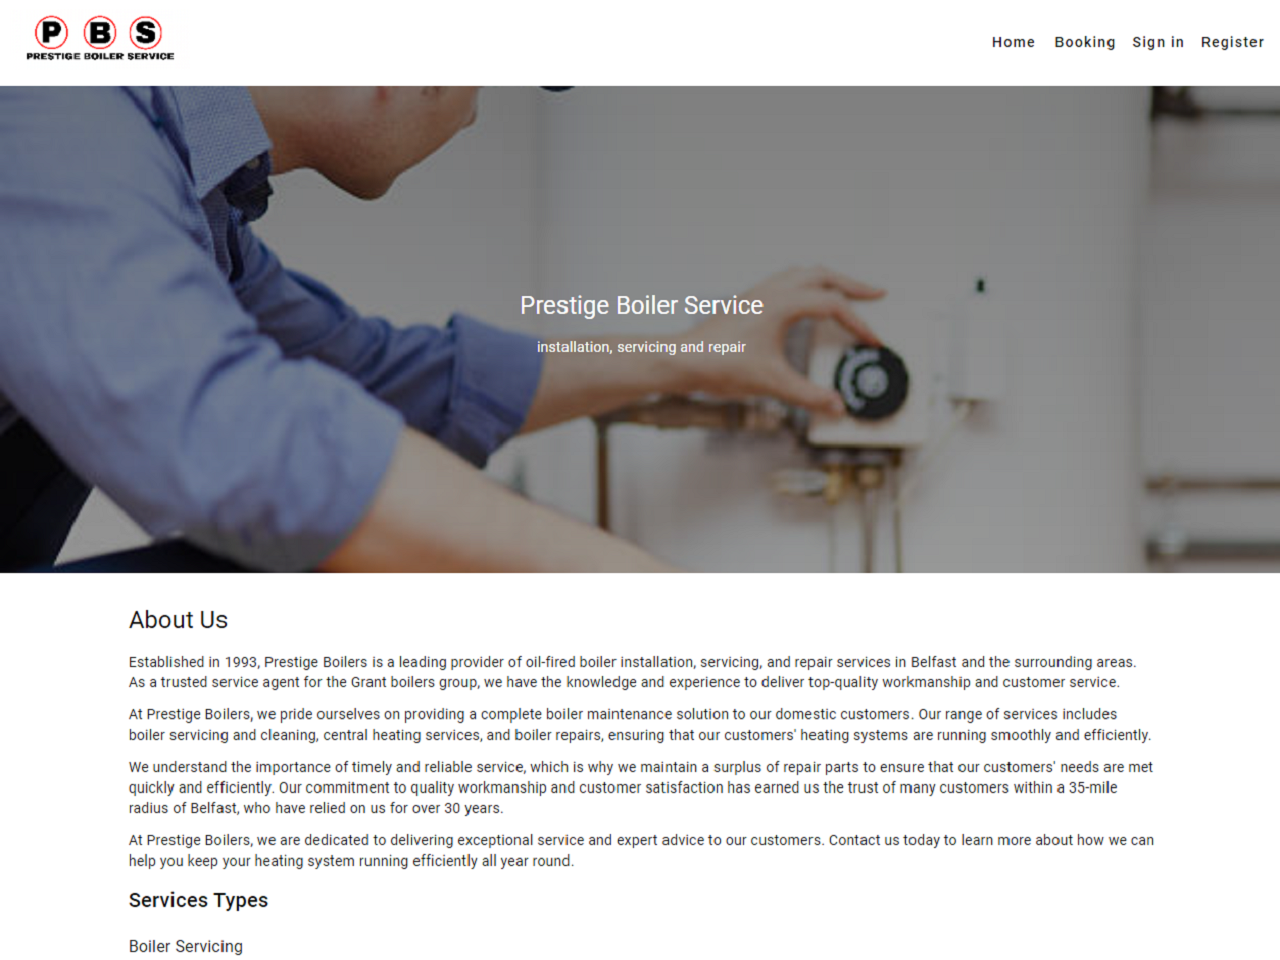 P B S
PRESTIGE BOILER SERVICE
Home Booking Sign in Register
Prestige Boiler Service
installation, servicing and repair
About Us
Established in 1993, Prestige Boilers is a leading provider of oil-fired boiler installation, servicing, and repair services in Belfast and the surrounding areas.
As a trusted service agent for the Grant boilers group, we have the knowledge and experience to deliver top-quality workmanship and customer service.
At Prestige Boilers, we pride ourselves on providing a complete boiler maintenance solution to our domestic customers. Our range of services includes
boiler servicing and cleaning, central heating services, and boiler repairs, ensuring that our customers' heating systems are running smoothly and efficiently.
We understand the importance of timely and reliable service, which is why we maintain a surplus of repair parts to ensure that our customers' needs are met
quickly and efficiently. Our commitment to quality workmanship and customer satisfaction has earned us the trust of many customers within a 35-mile
radius of Belfast, who have relied on us for over 30 years.
At Prestige Boilers, we are dedicated to delivering exceptional service and expert advice to our customers. Contact us today to learn more about how we can
help you keep your heating system running efficiently all year round.
Services Types
Boiler Servicing